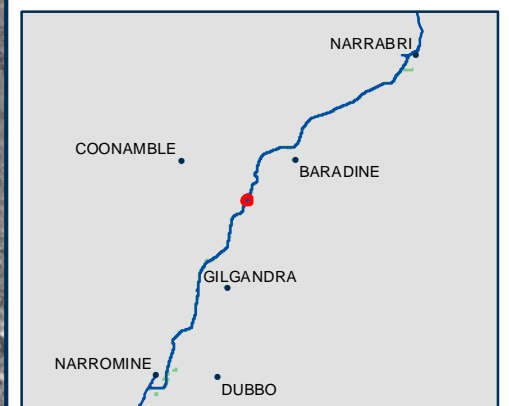 NARRABRI
COONAMBLE
BARADINE
GILGANDRA
NARROMINE
DUBBO